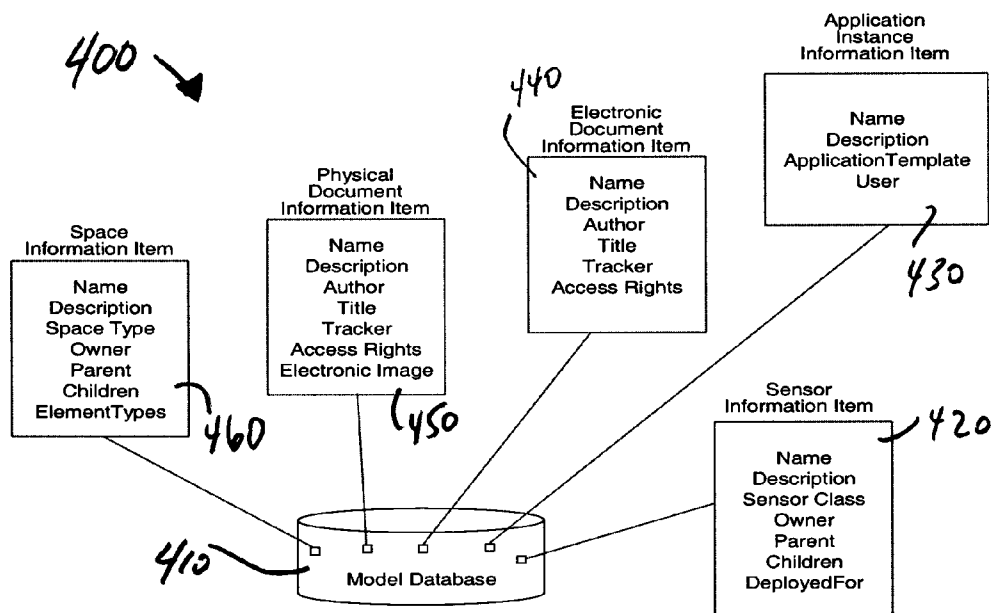 400
Application
Instance
Information Item
Name
Description
ApplicationTemplate
User
430
440
Electronic
Document
Information Item
Name
Description
Author
Title
Tracker
Access Rights
Physical
Document
Information Item
Name
Description
Author
Title
Tracker
Access Rights
Electronic Image
450
Space
Information Item
Name
Description
Space Type
Owner
Parent
Children
ElementTypes
460
Sensor
Information Item
420
Name
Description
Sensor Class
Owner
Parent
Children
DeployedFor
410
Model Database